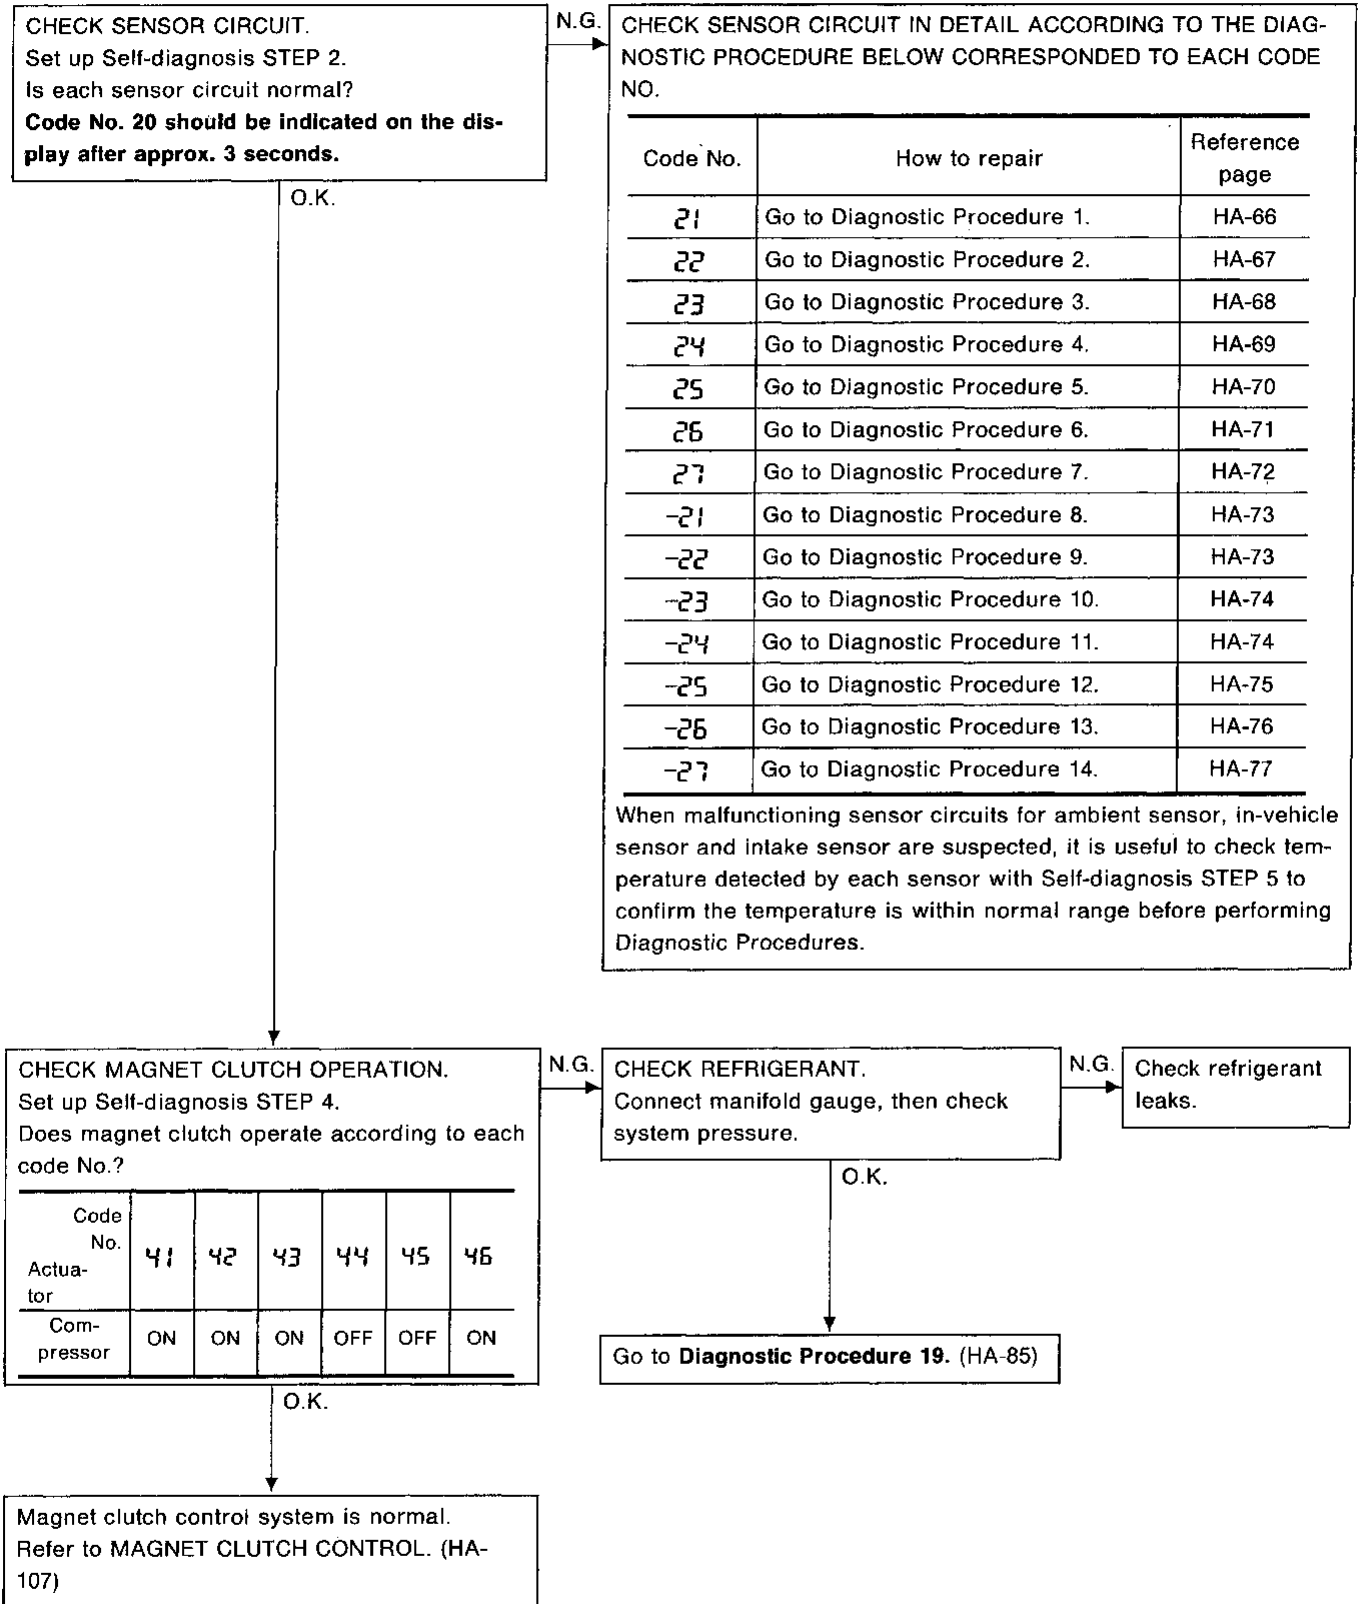 CHECK SENSOR CIRCUIT.
Set up Self-diagnosis STEP 2.
Is each sensor circuit normal?
Code No. 20 should be indicated on the dis-
play after approx. 3 seconds.
N.G.
O.K.
CHECK SENSOR CIRCUIT IN DETAIL ACCORDING TO THE DIAG-
NOSTIC PROCEDURE BELOW CORRESPONDED TO EACH CODE
NO.
Code No. How to repair Reference page
21 Go to Diagnostic Procedure 1. HA-66
22 Go to Diagnostic Procedure 2. HA-67
23 Go to Diagnostic Procedure 3. HA-68
24 Go to Diagnostic Procedure 4. HA-69
25 Go to Diagnostic Procedure 5. HA-70
26 Go to Diagnostic Procedure 6. HA-71
27 Go to Diagnostic Procedure 7. HA-72
-21 Go to Diagnostic Procedure 8. HA-73
-22 Go to Diagnostic Procedure 9. HA-73
-23 Go to Diagnostic Procedure 10. HA-74
-24 Go to Diagnostic Procedure 11. HA-74
-25 Go to Diagnostic Procedure 12. HA-75
-26 Go to Diagnostic Procedure 13. HA-76
-27 Go to Diagnostic Procedure 14. HA-77
When malfunctioning sensor circuits for ambient sensor, in-vehicle
sensor and intake sensor are suspected, it is useful to check tem-
perature detected by each sensor with Self-diagnosis STEP 5 to
confirm the temperature is within normal range before performing
Diagnostic Procedures.
CHECK MAGNET CLUTCH OPERATION.
Set up Self-diagnosis STEP 4.
Does magnet clutch operate according to each
code No.?
Code
No.
Actua-
tor
41 42 43 44 45 46
Com-
pressor
ON ON ON OFF OFF ON
N.G.
O.K.
CHECK REFRIGERANT.
Connect manifold gauge, then check
system pressure.
N.G.
Check refrigerant
leaks.
O.K.
Go to Diagnostic Procedure 19. (HA-85)
Magnet clutch control system is normal.
Refer to MAGNET CLUTCH CONTROL. (HA-
107)